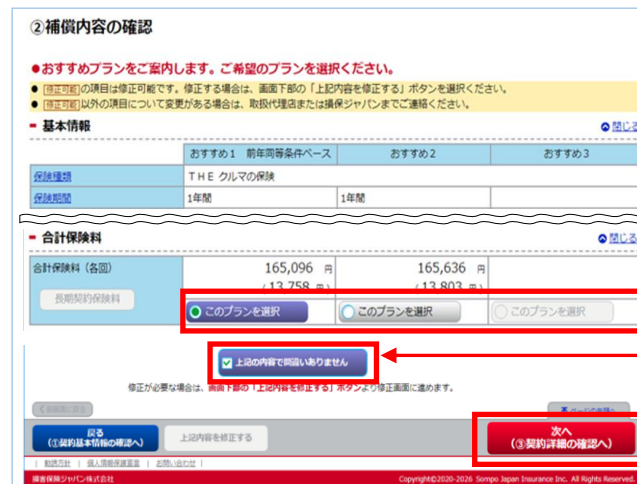 ②補償内容の確認
●おすすめプランをご案内します。ご希望のプランを選択ください。
● 修正可能の項目は修正可能です。修正する場合は、画面下部の「上記内容を修正する」ボタンを選択ください。
● 修正可能以外の項目について変更がある場合は、取扱代理店または損保ジャパンまでご連絡ください。
- 基本情報 閉じる
おすすめ1 前年同等条件ベース おすすめ2 おすすめ3
保険種類 THE クルマの保険
保険期間 1年間 1年間
- 合計保険料 閉じる
合計保険料(各回) 165,096 円 165,636 円
(13,758 円) (13,803 円)
長期契約保険料
このプランを選択 このプランを選択 このプランを選択
上記の内容で間違いありません
修正が必要な場合は、画面下部の「上記内容を修正する」ボタンより修正画面に進めます。
戻る
(①契約基本情報の確認へ)
上記内容を修正する
次へ
(③契約詳細の確認へ)
| 勧誘方針 | 個人情報保護宣言 | お問い合わせ |
損害保険ジャパン株式会社 Copyright©2020-2026 Sompo Japan Insurance Inc. All Rights Reserved.